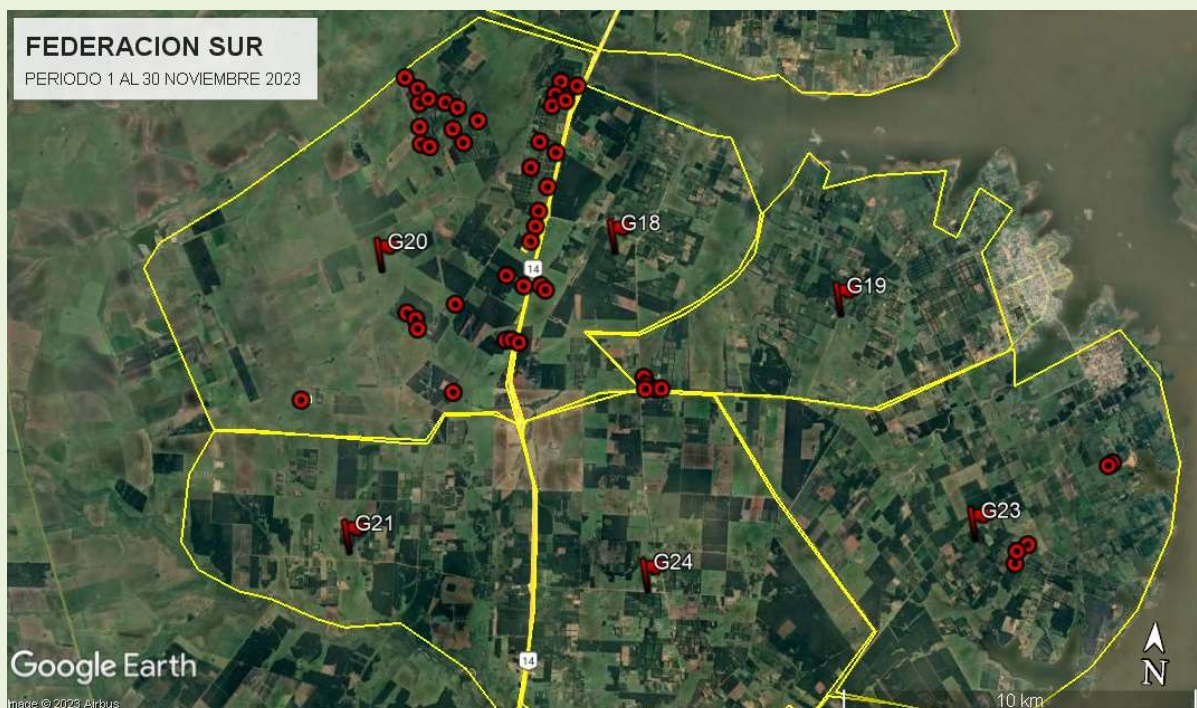 FEDERACION SUR
PERIODO 1 AL 30 NOVIEMBRE 2023
G18
G20
14
G19
G21
G23
G24
14
Google Earth
Image © 2023 Airbus
10 km
N